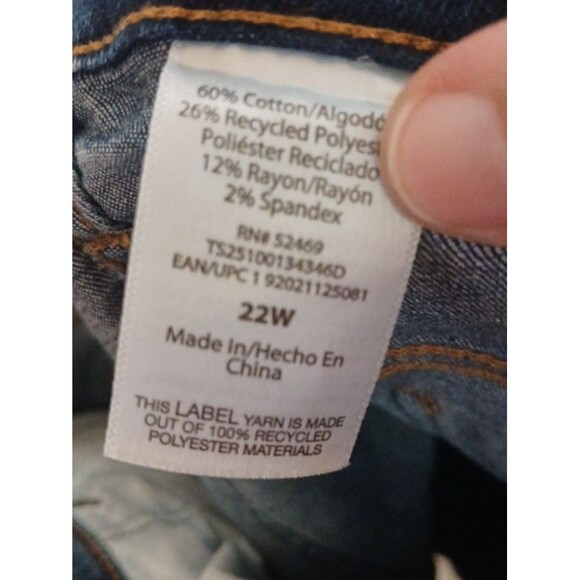 60% Cotton/Algodó
26% Recycled Polyest
Poliéster Reciclado
12% Rayon/Rayón
2% Spandex
RN# 52469
TS25100134346D
EAN/UPC 1 92021125081
22W
Made In/Hecho En
China
THIS LABEL YARN IS MADE
OUT OF 100% RECYCLED
POLYESTER MATERIALS